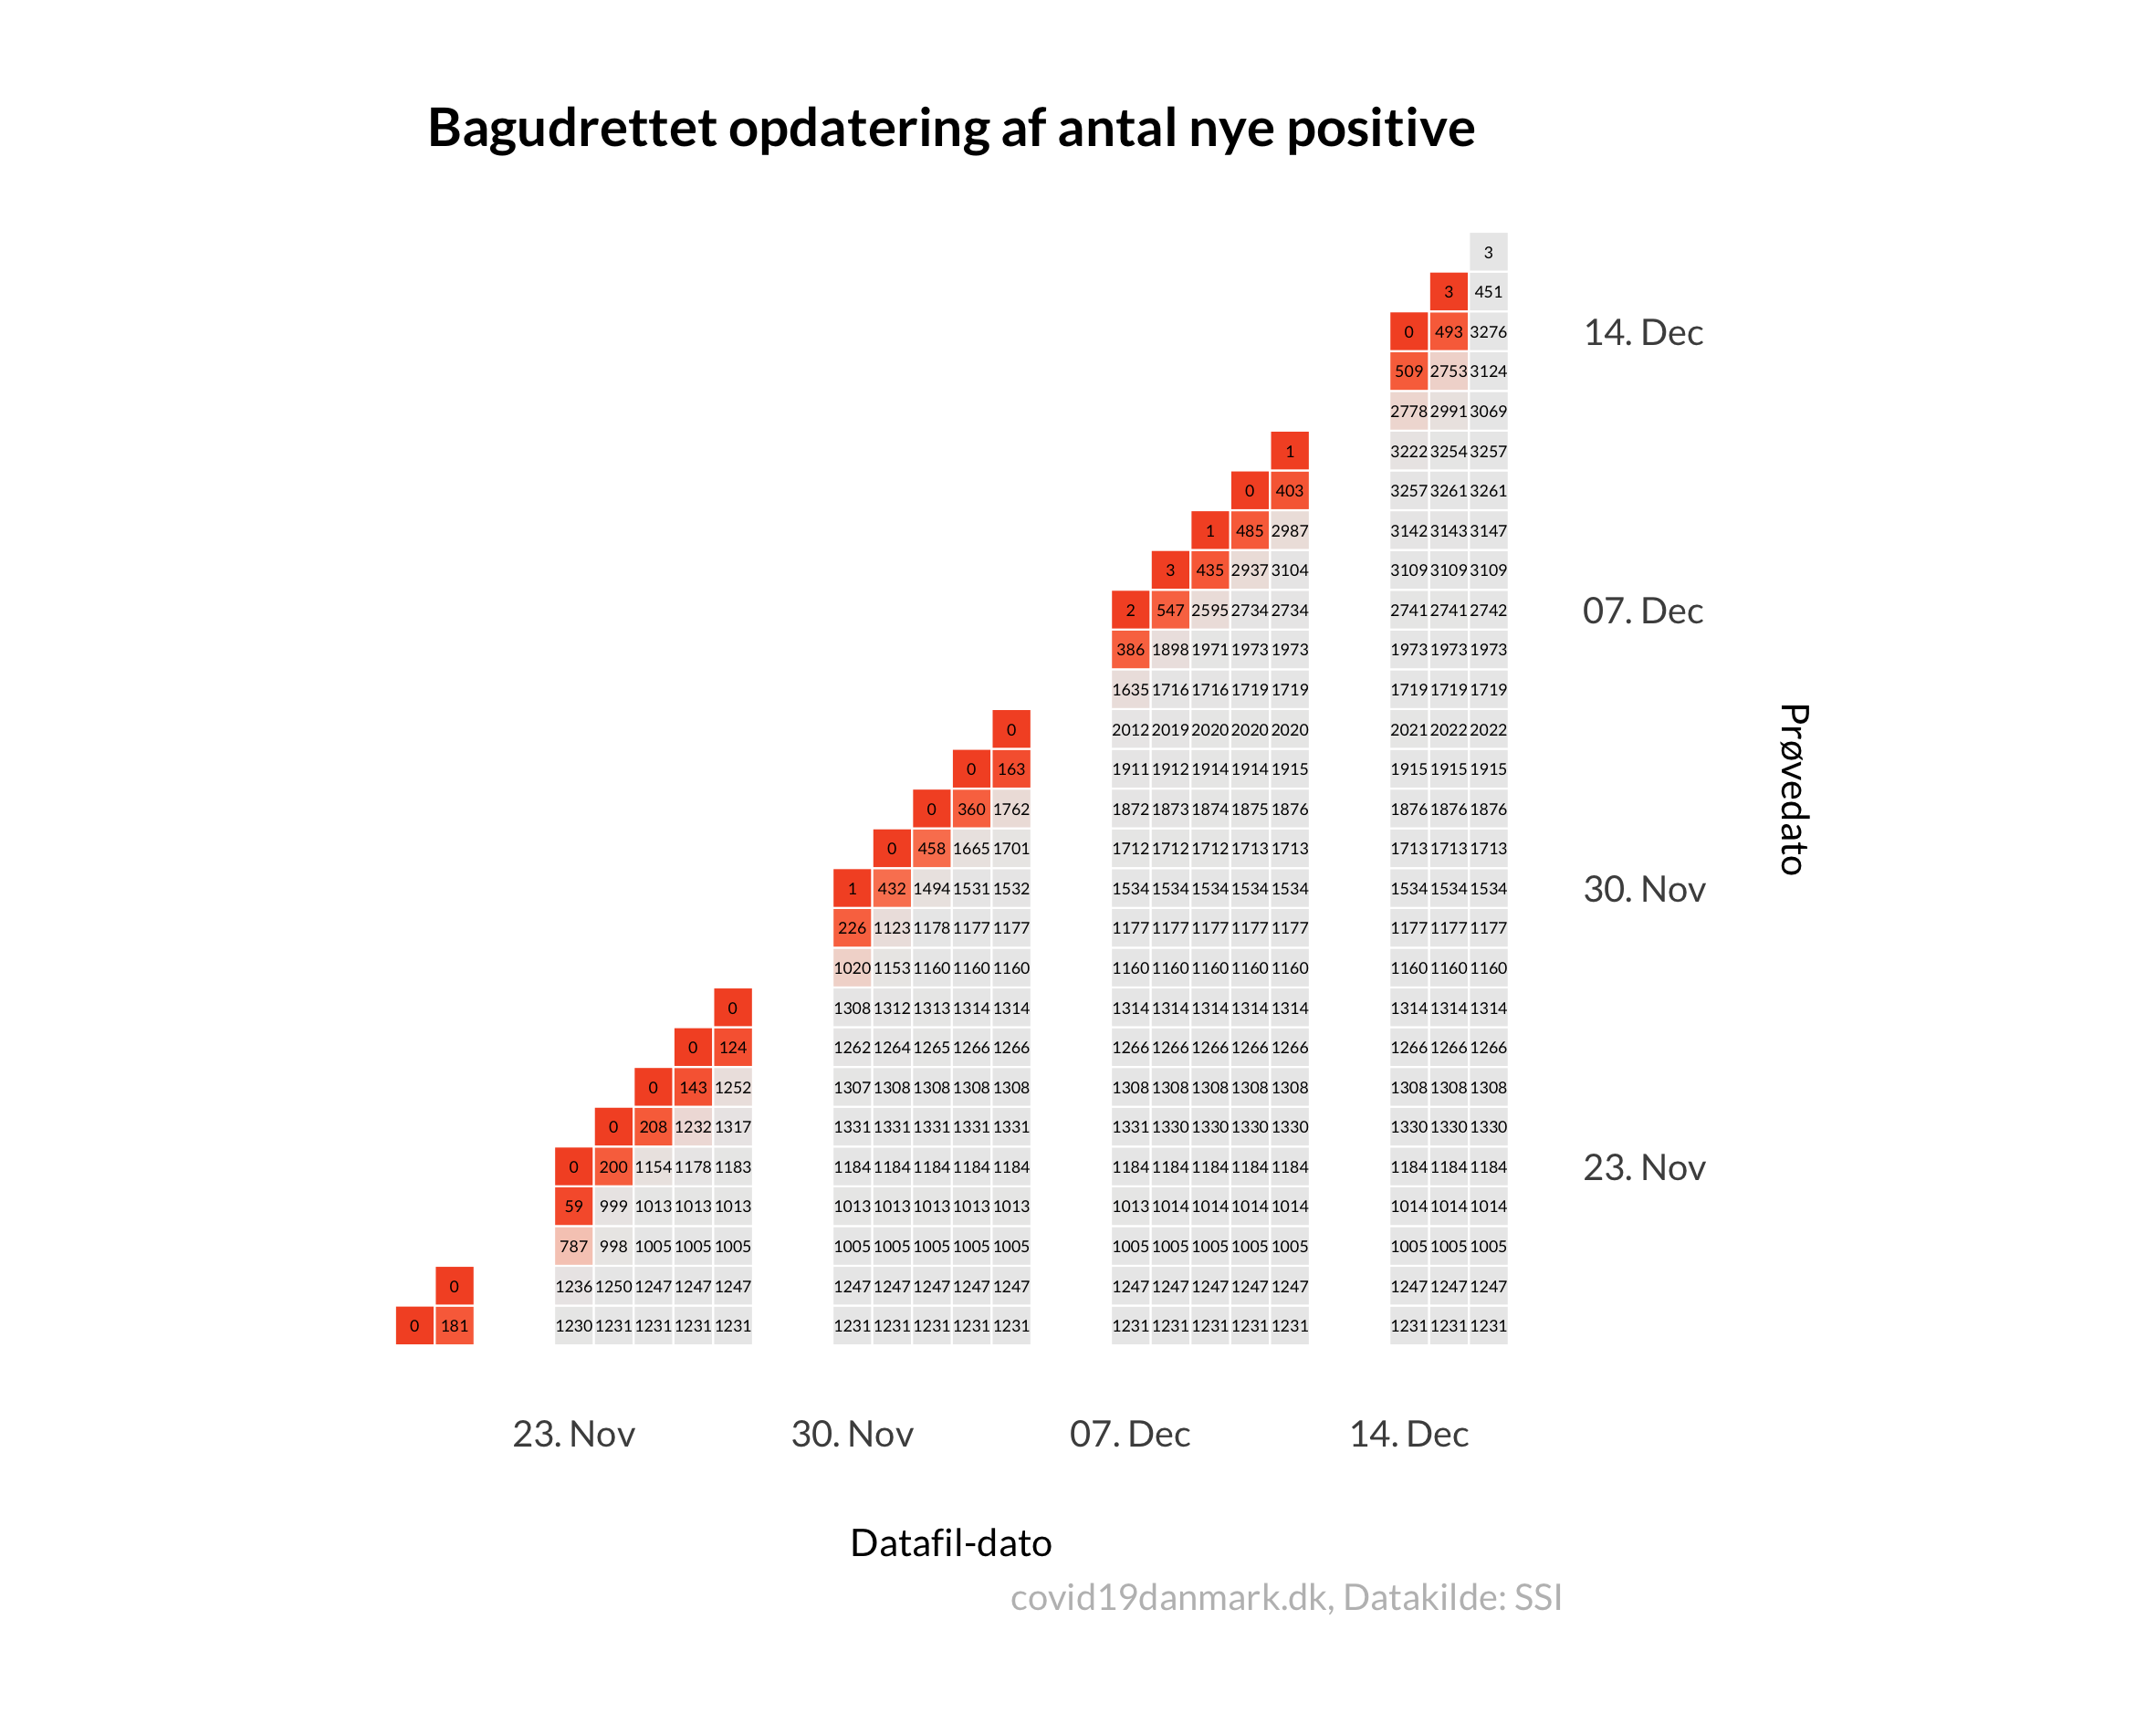 Bagudrettet opdatering af antal nye positive
3
3 451
0 493 3276 14. Dec
509 2753 3124
2778 2991 3069
1 3222 3254 3257
0 403 3257 3261 3261
1 485 2987 3142 3143 3147
3 435 2937 3104 3109 3109 3109
2 547 2595 2734 2734 2741 2741 2742 07. Dec
386 1898 1971 1973 1973 1973 1973 1973
1635 1716 1716 1719 1719 1719 1719 1719
0 2012 2019 2020 2020 2020 2021 2022 2022
0 163 1911 1912 1914 1914 1915 1915 1915 1915
0 360 1762 1872 1873 1874 1875 1876 1876 1876 1876
0 458 1665 1701 1712 1712 1712 1713 1713 1713 1713 1713
1 432 1494 1531 1532 1534 1534 1534 1534 1534 1534 1534 1534 30. Nov
226 1123 1178 1177 1177 1177 1177 1177 1177 1177 1177 1177 1177
1020 1153 1160 1160 1160 1160 1160 1160 1160 1160 1160 1160 1160
0 1308 1312 1313 1314 1314 1314 1314 1314 1314 1314 1314 1314 1314
0 124 1262 1264 1265 1266 1266 1266 1266 1266 1266 1266 1266 1266 1266
0 143 1252 1307 1308 1308 1308 1308 1308 1308 1308 1308 1308 1308 1308 1308
0 208 1232 1317 1331 1331 1331 1331 1331 1331 1330 1330 1330 1330 1330 1330 1330
0 200 1154 1178 1183 1184 1184 1184 1184 1184 1184 1184 1184 1184 1184 1184 1184 1184 23. Nov
59 999 1013 1013 1013 1013 1013 1013 1013 1013 1013 1014 1014 1014 1014 1014 1014 1014
787 998 1005 1005 1005 1005 1005 1005 1005 1005 1005 1005 1005 1005 1005 1005 1005 1005
0 1236 1250 1247 1247 1247 1247 1247 1247 1247 1247 1247 1247 1247 1247 1247 1247 1247 1247
0 181 1230 1231 1231 1231 1231 1231 1231 1231 1231 1231 1231 1231 1231 1231 1231 1231 1231 1231
Prøvedato
23. Nov 30. Nov 07. Dec 14. Dec
Datafil-dato
covid19danmark.dk, Datakilde: SSI